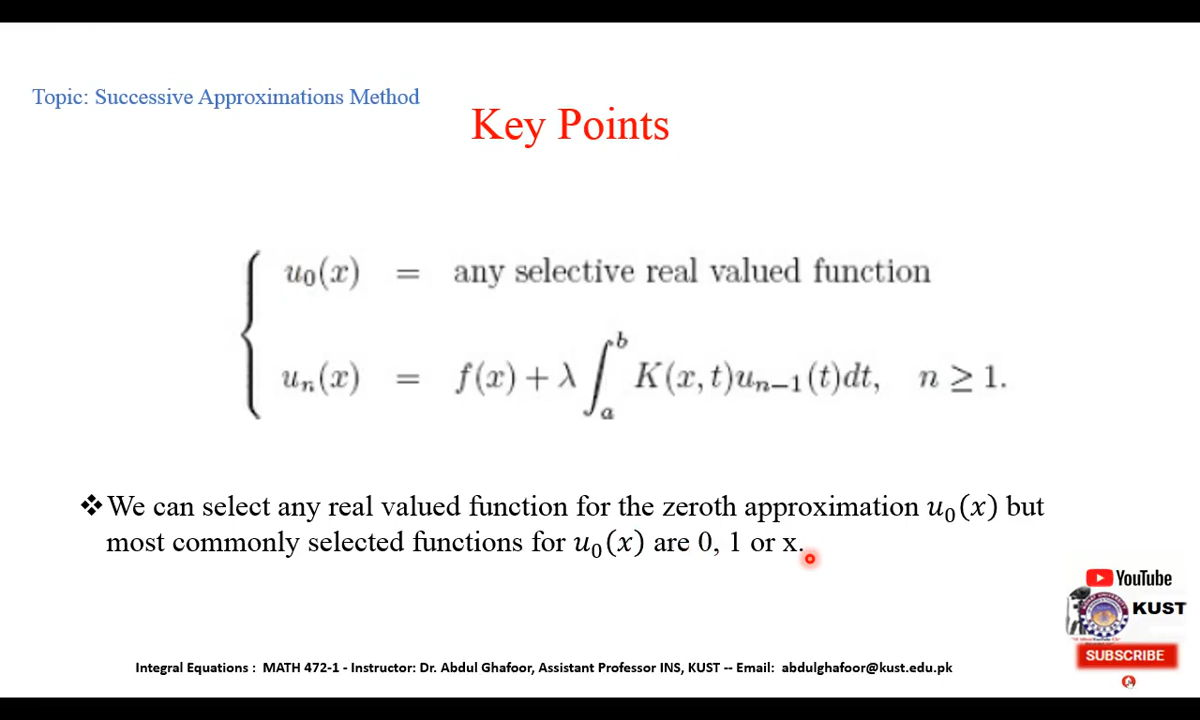 Topic: Successive Approximations Method
Key Points
u₀(x) = any selective real valued function
uₙ(x) = f(x) + λ ∫ₐᵇ K(x, t)uₙ₋₁(t)dt, n ≥ 1.
❖We can select any real valued function for the zeroth approximation u₀(x) but
most commonly selected functions for u₀(x) are 0, 1 or x.
YouTube
KUST
SUBSCRIBE
Integral Equations : MATH 472-1 - Instructor: Dr. Abdul Ghafoor, Assistant Professor INS, KUST -- Email: abdulghafoor@kust.edu.pk